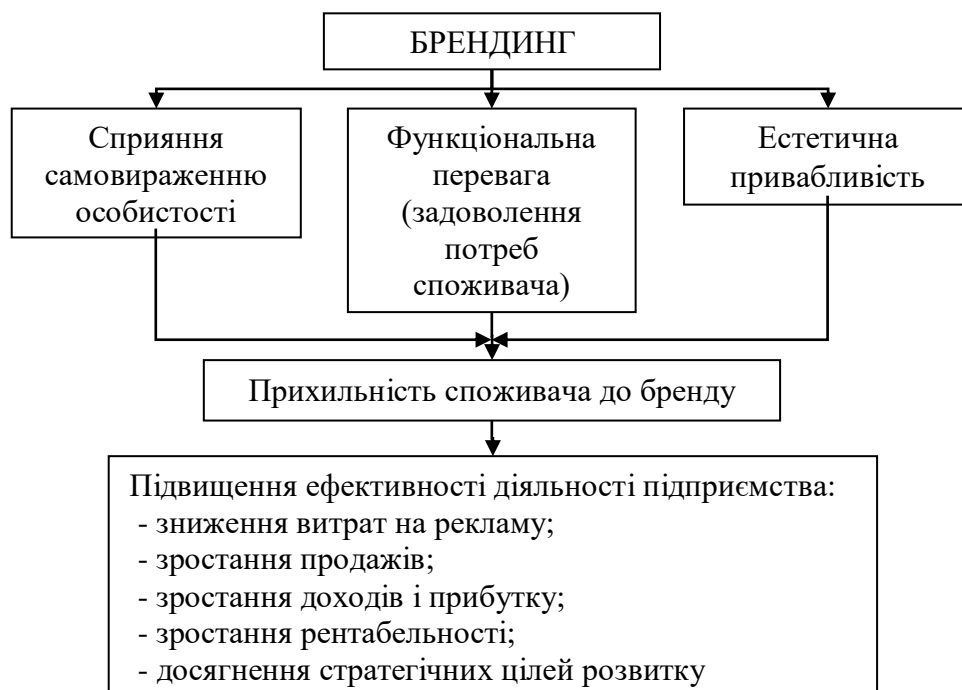 БРЕНДИНГ
Сприяння
самовираженню
особистості
Функціональна
перевага
(задоволення
потреб
споживача)
Естетична
привабливість
Прихильність споживача до бренду
Підвищення ефективності діяльності підприємства:
- зниження витрат на рекламу;
- зростання продажів;
- зростання доходів і прибутку;
- зростання рентабельності;
- досягнення стратегічних цілей розвитку